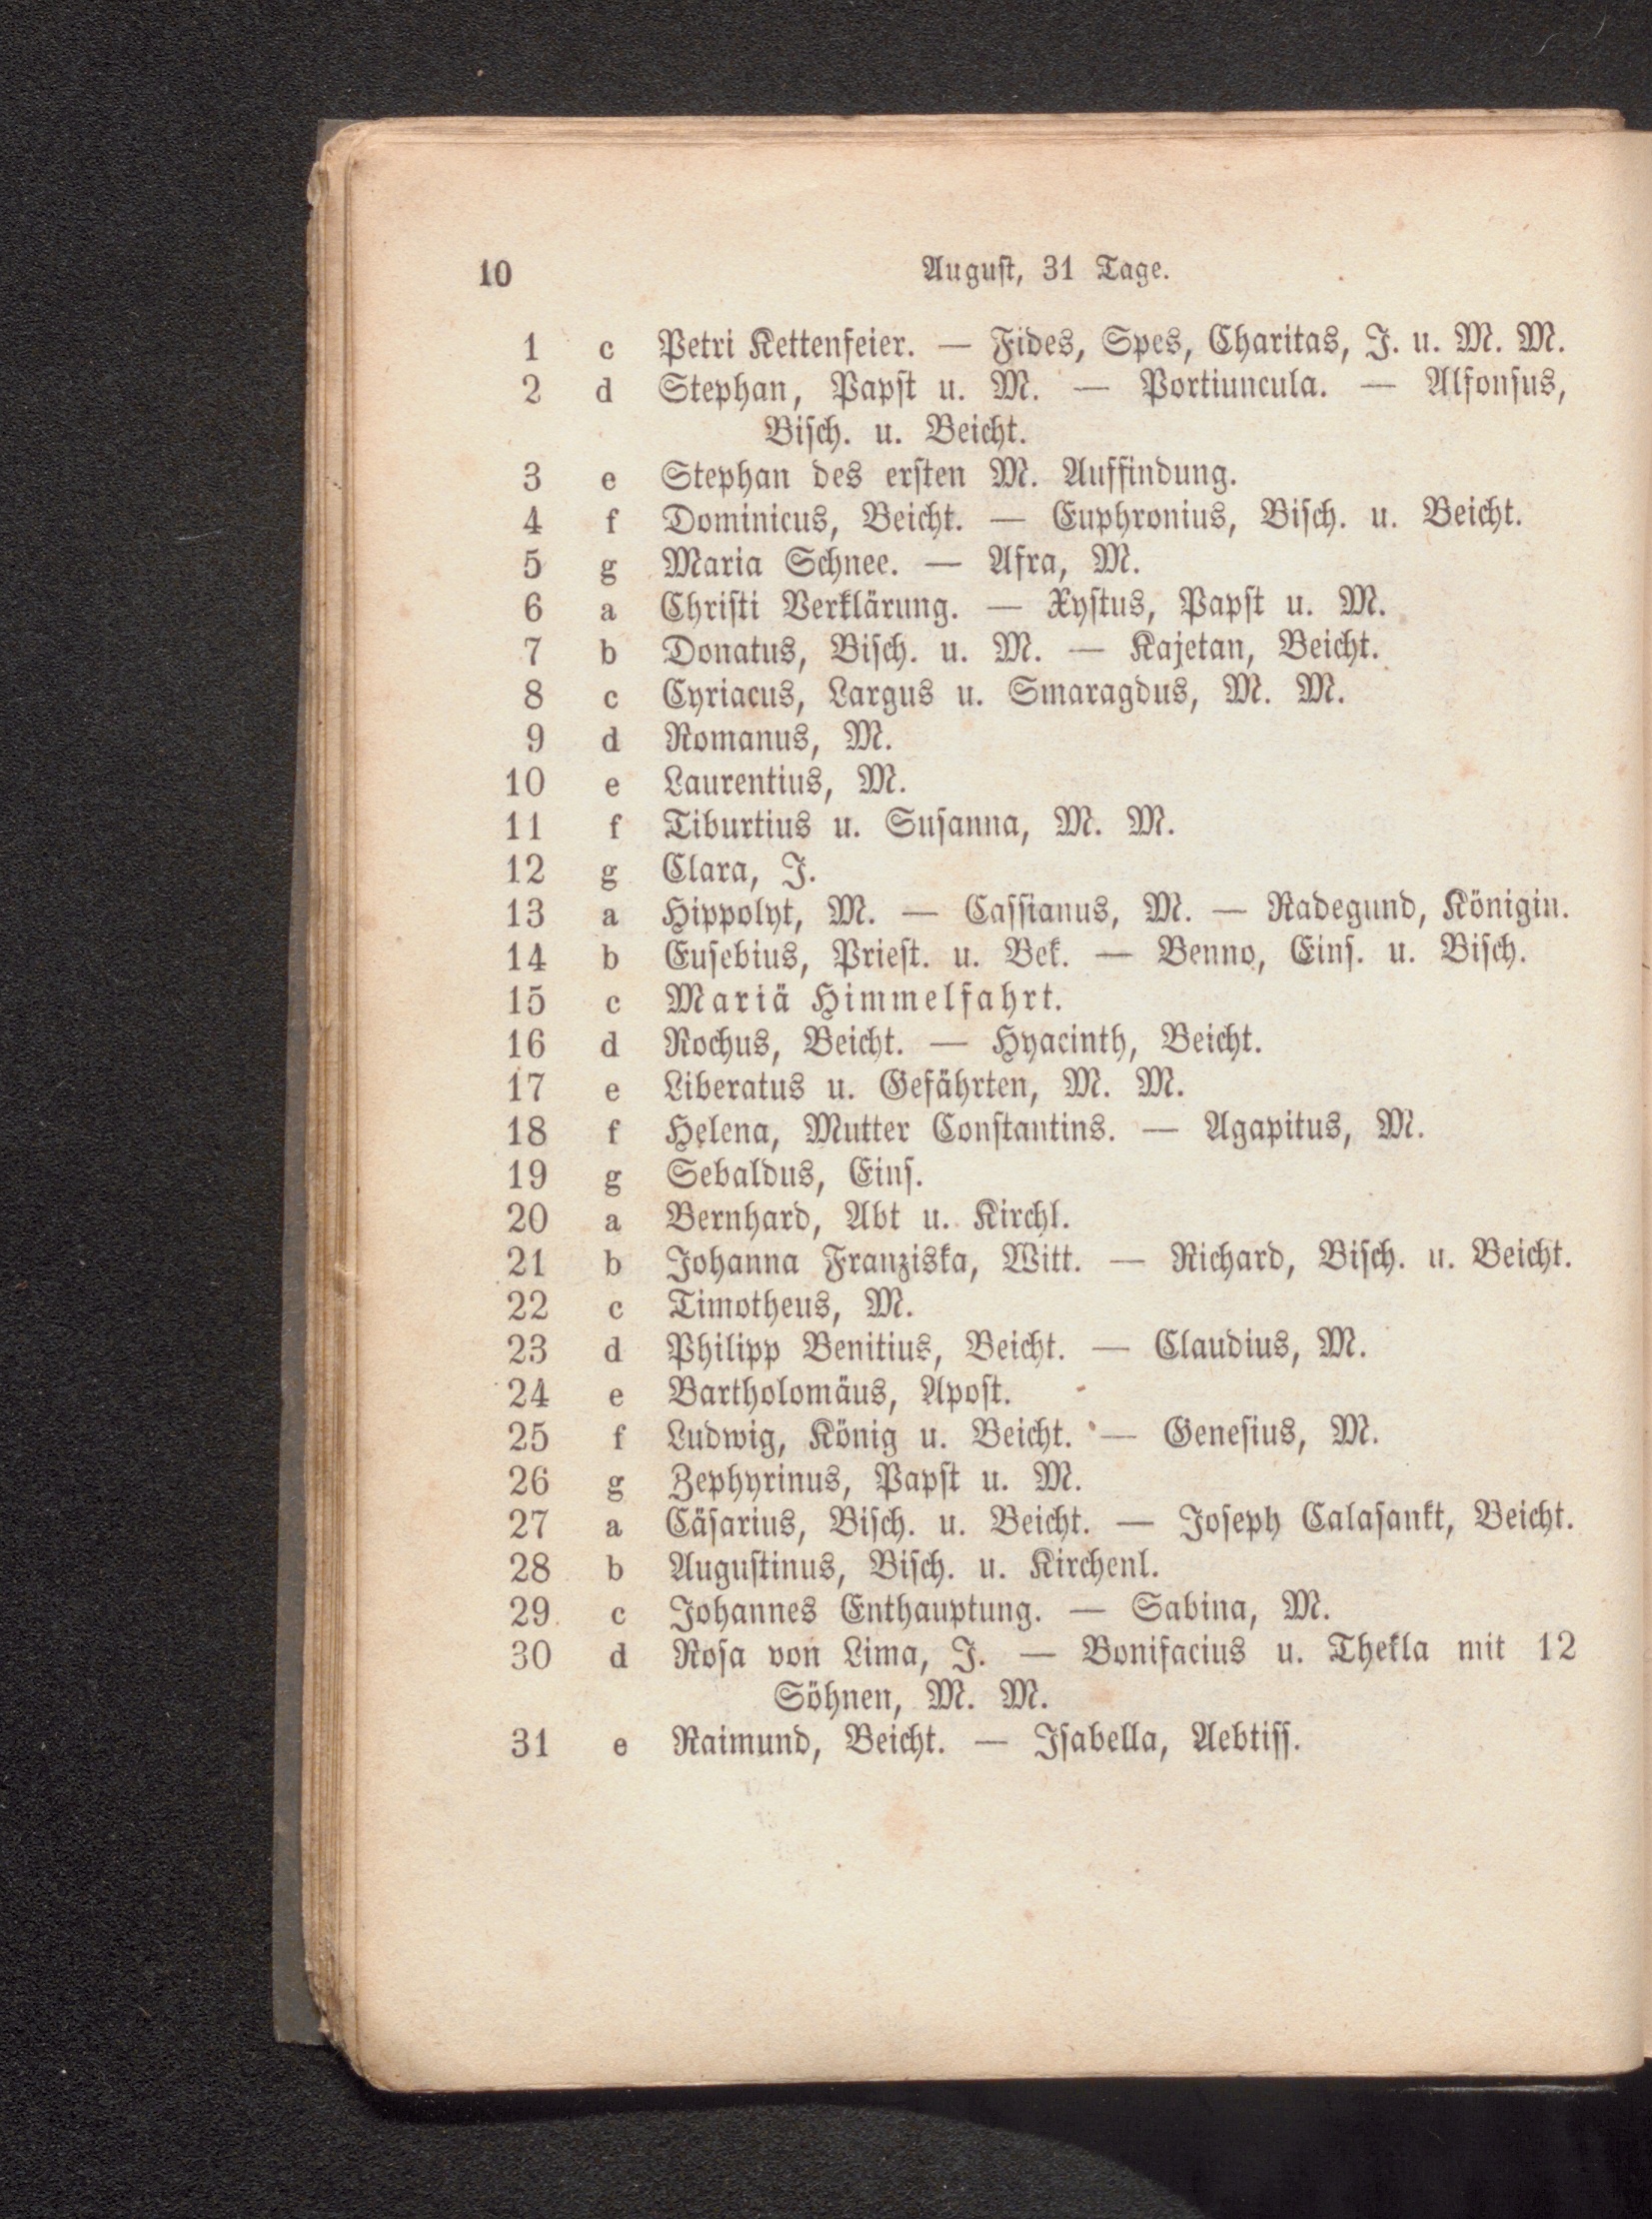 10 August, 31 Tage.
1 c Petri Kettenfeier. — Fides, Spes, Charitas, J. u. M. M.
2 d Stephan, Papst u. M. — Portiuncula. — Alfonsus,
Bisch. u. Beicht.
3 e Stephan des ersten M. Auffindung.
4 f Dominicus, Beicht. — Euphronius, Bisch. u. Beicht.
5 g Maria Schnee. — Afra, M.
6 a Christi Verklärung. — Xystus, Papst u. M.
7 b Donatus, Bisch. u. M. — Kajetan, Beicht.
8 c Cyriacus, Largus u. Smaragdus, M. M.
9 d Romanus, M.
10 e Laurentius, M.
11 f Tiburtius u. Susanna, M. M.
12 g Clara, J.
13 a Hippolyt, M. — Cassianus, M. — Radegund, Königin.
14 b Eusebius, Priest. u. Bek. — Benno, Eins. u. Bisch.
15 c Mariä Himmelfahrt.
16 d Rochus, Beicht. — Hyacinth, Beicht.
17 e Liberatus u. Gefährten, M. M.
18 f Helena, Mutter Constantins. — Agapitus, M.
19 g Sebaldus, Eins.
20 a Bernhard, Abt u. Kirchl.
21 b Johanna Franziska, Witt. — Richard, Bisch. u. Beicht.
22 c Timotheus, M.
23 d Philipp Benitius, Beicht. — Claudius, M.
24 e Bartholomäus, Apost.
25 f Ludwig, König u. Beicht. — Genesius, M.
26 g Zephyrinus, Papst u. M.
27 a Cäsarius, Bisch. u. Beicht. — Joseph Calasankt, Beicht.
28 b Augustinus, Bisch. u. Kirchenl.
29 c Johannes Enthauptung. — Sabina, M.
30 d Rosa von Lima, J. — Bonifacius u. Thekla mit 12
Söhnen, M. M.
31 e Raimund, Beicht. — Isabella, Aebtiss.